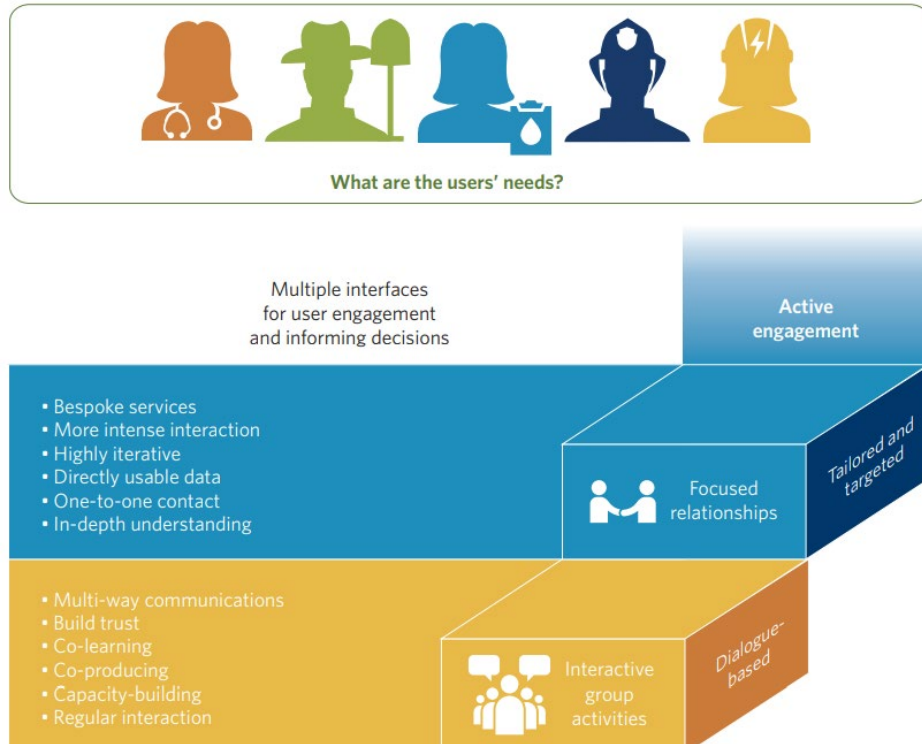 What are the users' needs?
Multiple interfaces
for user engagement
and informing decisions
Active
engagement
▪ Bespoke services
▪ More intense interaction
▪ Highly iterative
▪ Directly usable data
▪ One-to-one contact
▪ In-depth understanding
Focused
relationships
Tailored and
targeted
▪ Multi-way communications
▪ Build trust
▪ Co-learning
▪ Co-producing
▪ Capacity-building
▪ Regular interaction
Interactive
group
activities
Dialogue-
based